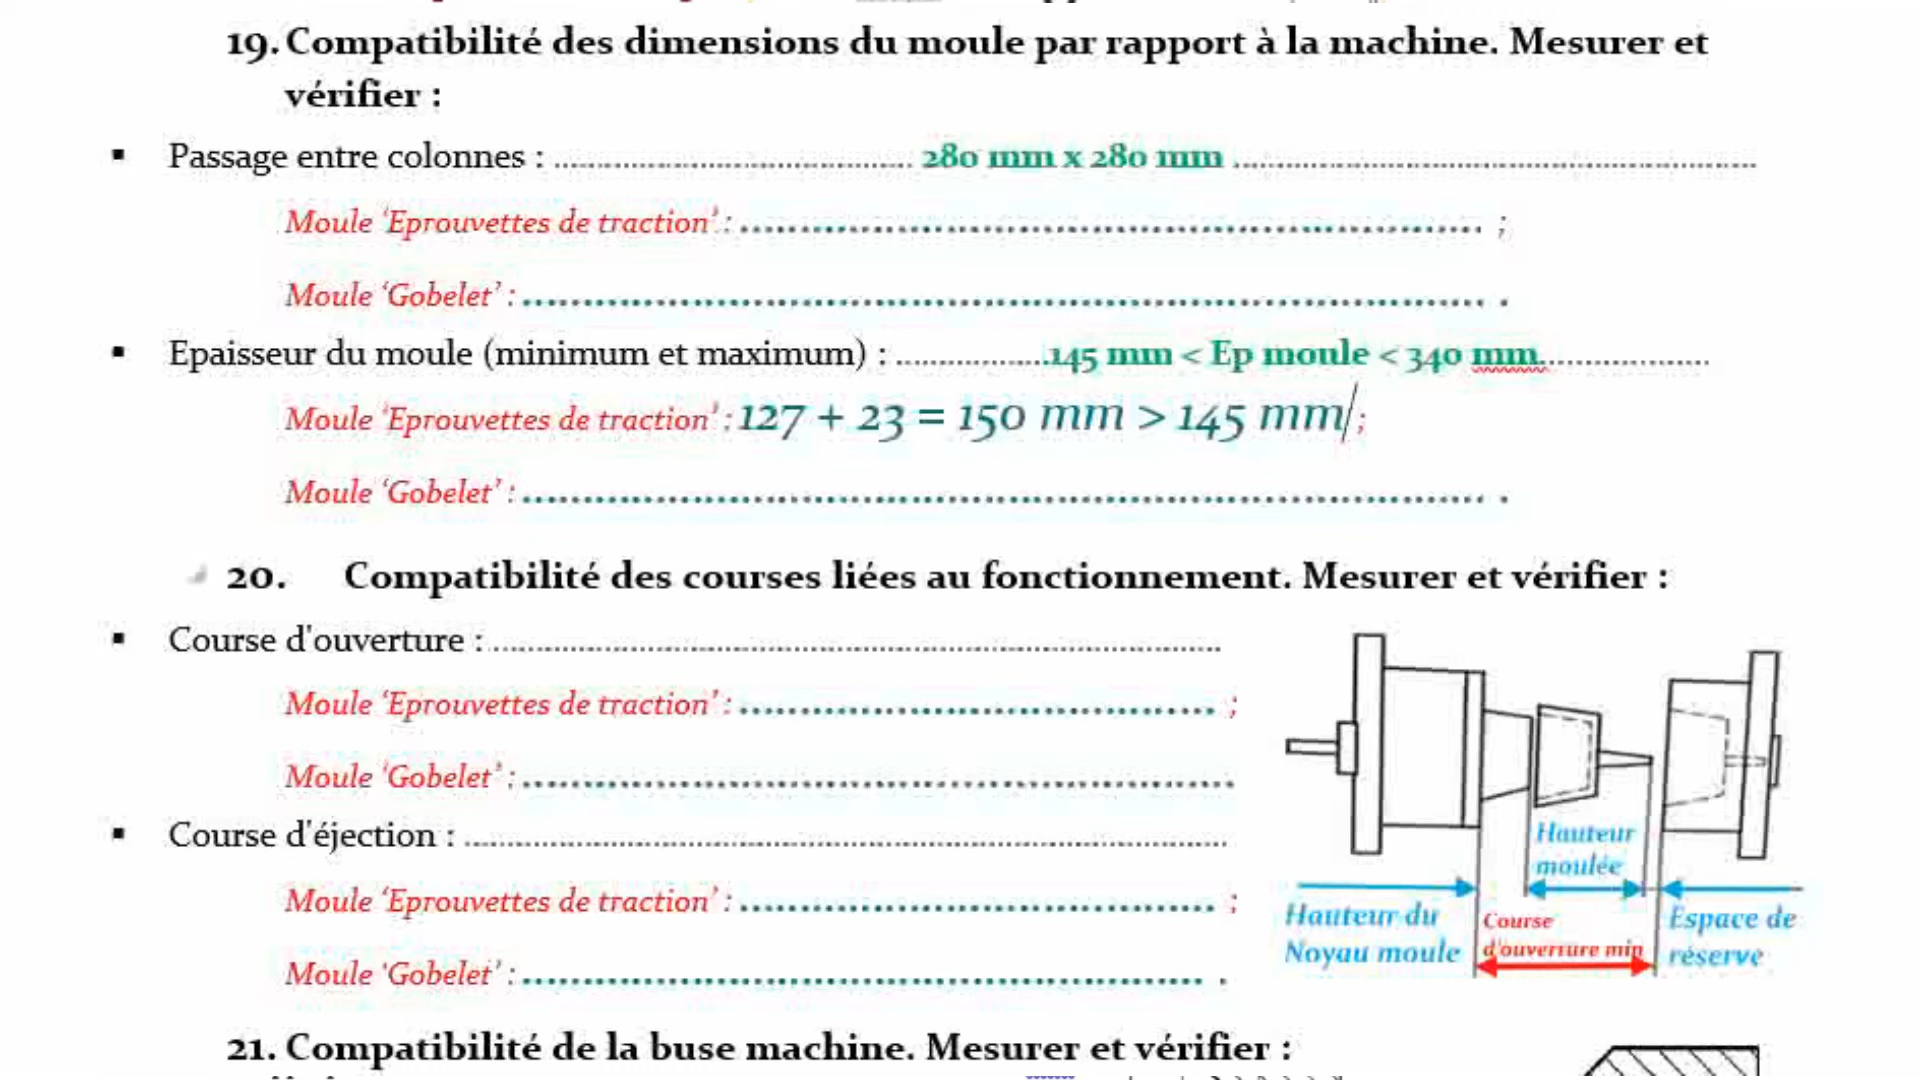 19. Compatibilité des dimensions du moule par rapport à la machine. Mesurer et
vérifier :
▪ Passage entre colonnes : .................... 280 mm x 280 mm ....................
Moule ‘Eprouvettes de traction’ : .................... ;
Moule ‘Gobelet’ : .................... .
▪ Epaisseur du moule (minimum et maximum) : ....................145 mm < Ep moule < 340 mm....................
Moule ‘Eprouvettes de traction’ : 127 + 23 = 150 mm > 145 mm ;
Moule ‘Gobelet’ : .................... .
20. Compatibilité des courses liées au fonctionnement. Mesurer et vérifier :
▪ Course d'ouverture : ....................
Moule ‘Eprouvettes de traction’ : .................... ;
Moule ‘Gobelet’ : ....................
▪ Course d'éjection : ....................
Moule ‘Eprouvettes de traction’ : .................... ;
Moule ‘Gobelet’ : .................... .
Hauteur
moulée
Hauteur du
Noyau moule
Course
d'ouverture min
Espace de
réserve
21. Compatibilité de la buse machine. Mesurer et vérifier :